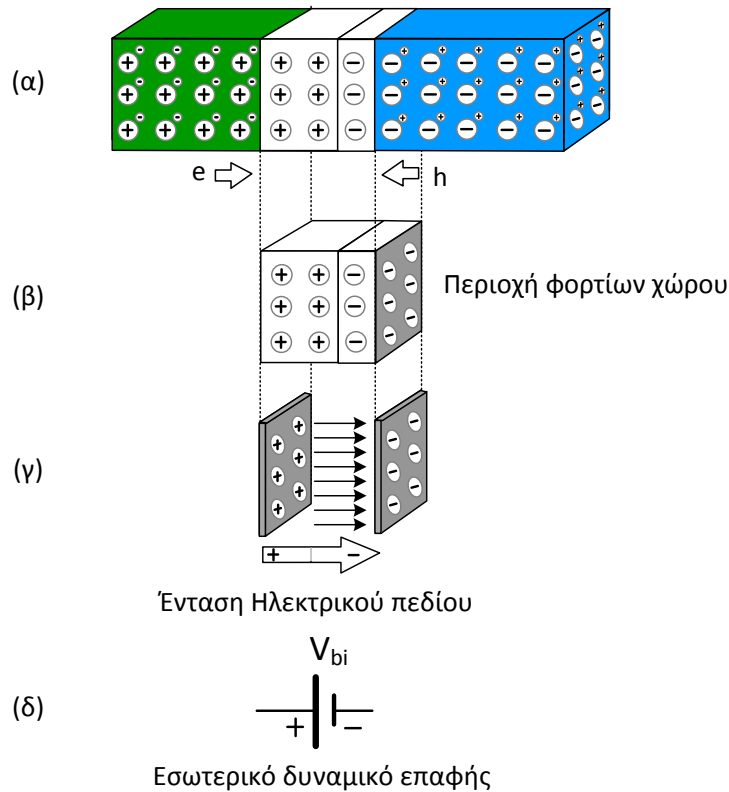 (α)
e h
(β)
Περιοχή φορτίων χώρου
(γ)
+ -
Ένταση Ηλεκτρικού πεδίου
V_bi
(δ)
+ −
Εσωτερικό δυναμικό επαφής